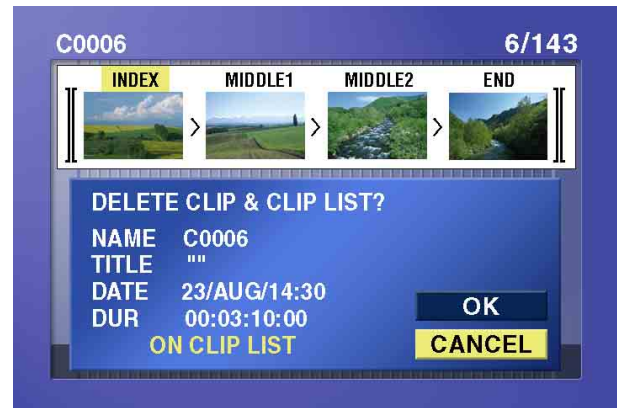 C0006 6/143
INDEX MIDDLE1 MIDDLE2 END
DELETE CLIP & CLIP LIST?
NAME C0006
TITLE ""
DATE 23/AUG/14:30
DUR 00:03:10:00
ON CLIP LIST
OK
CANCEL